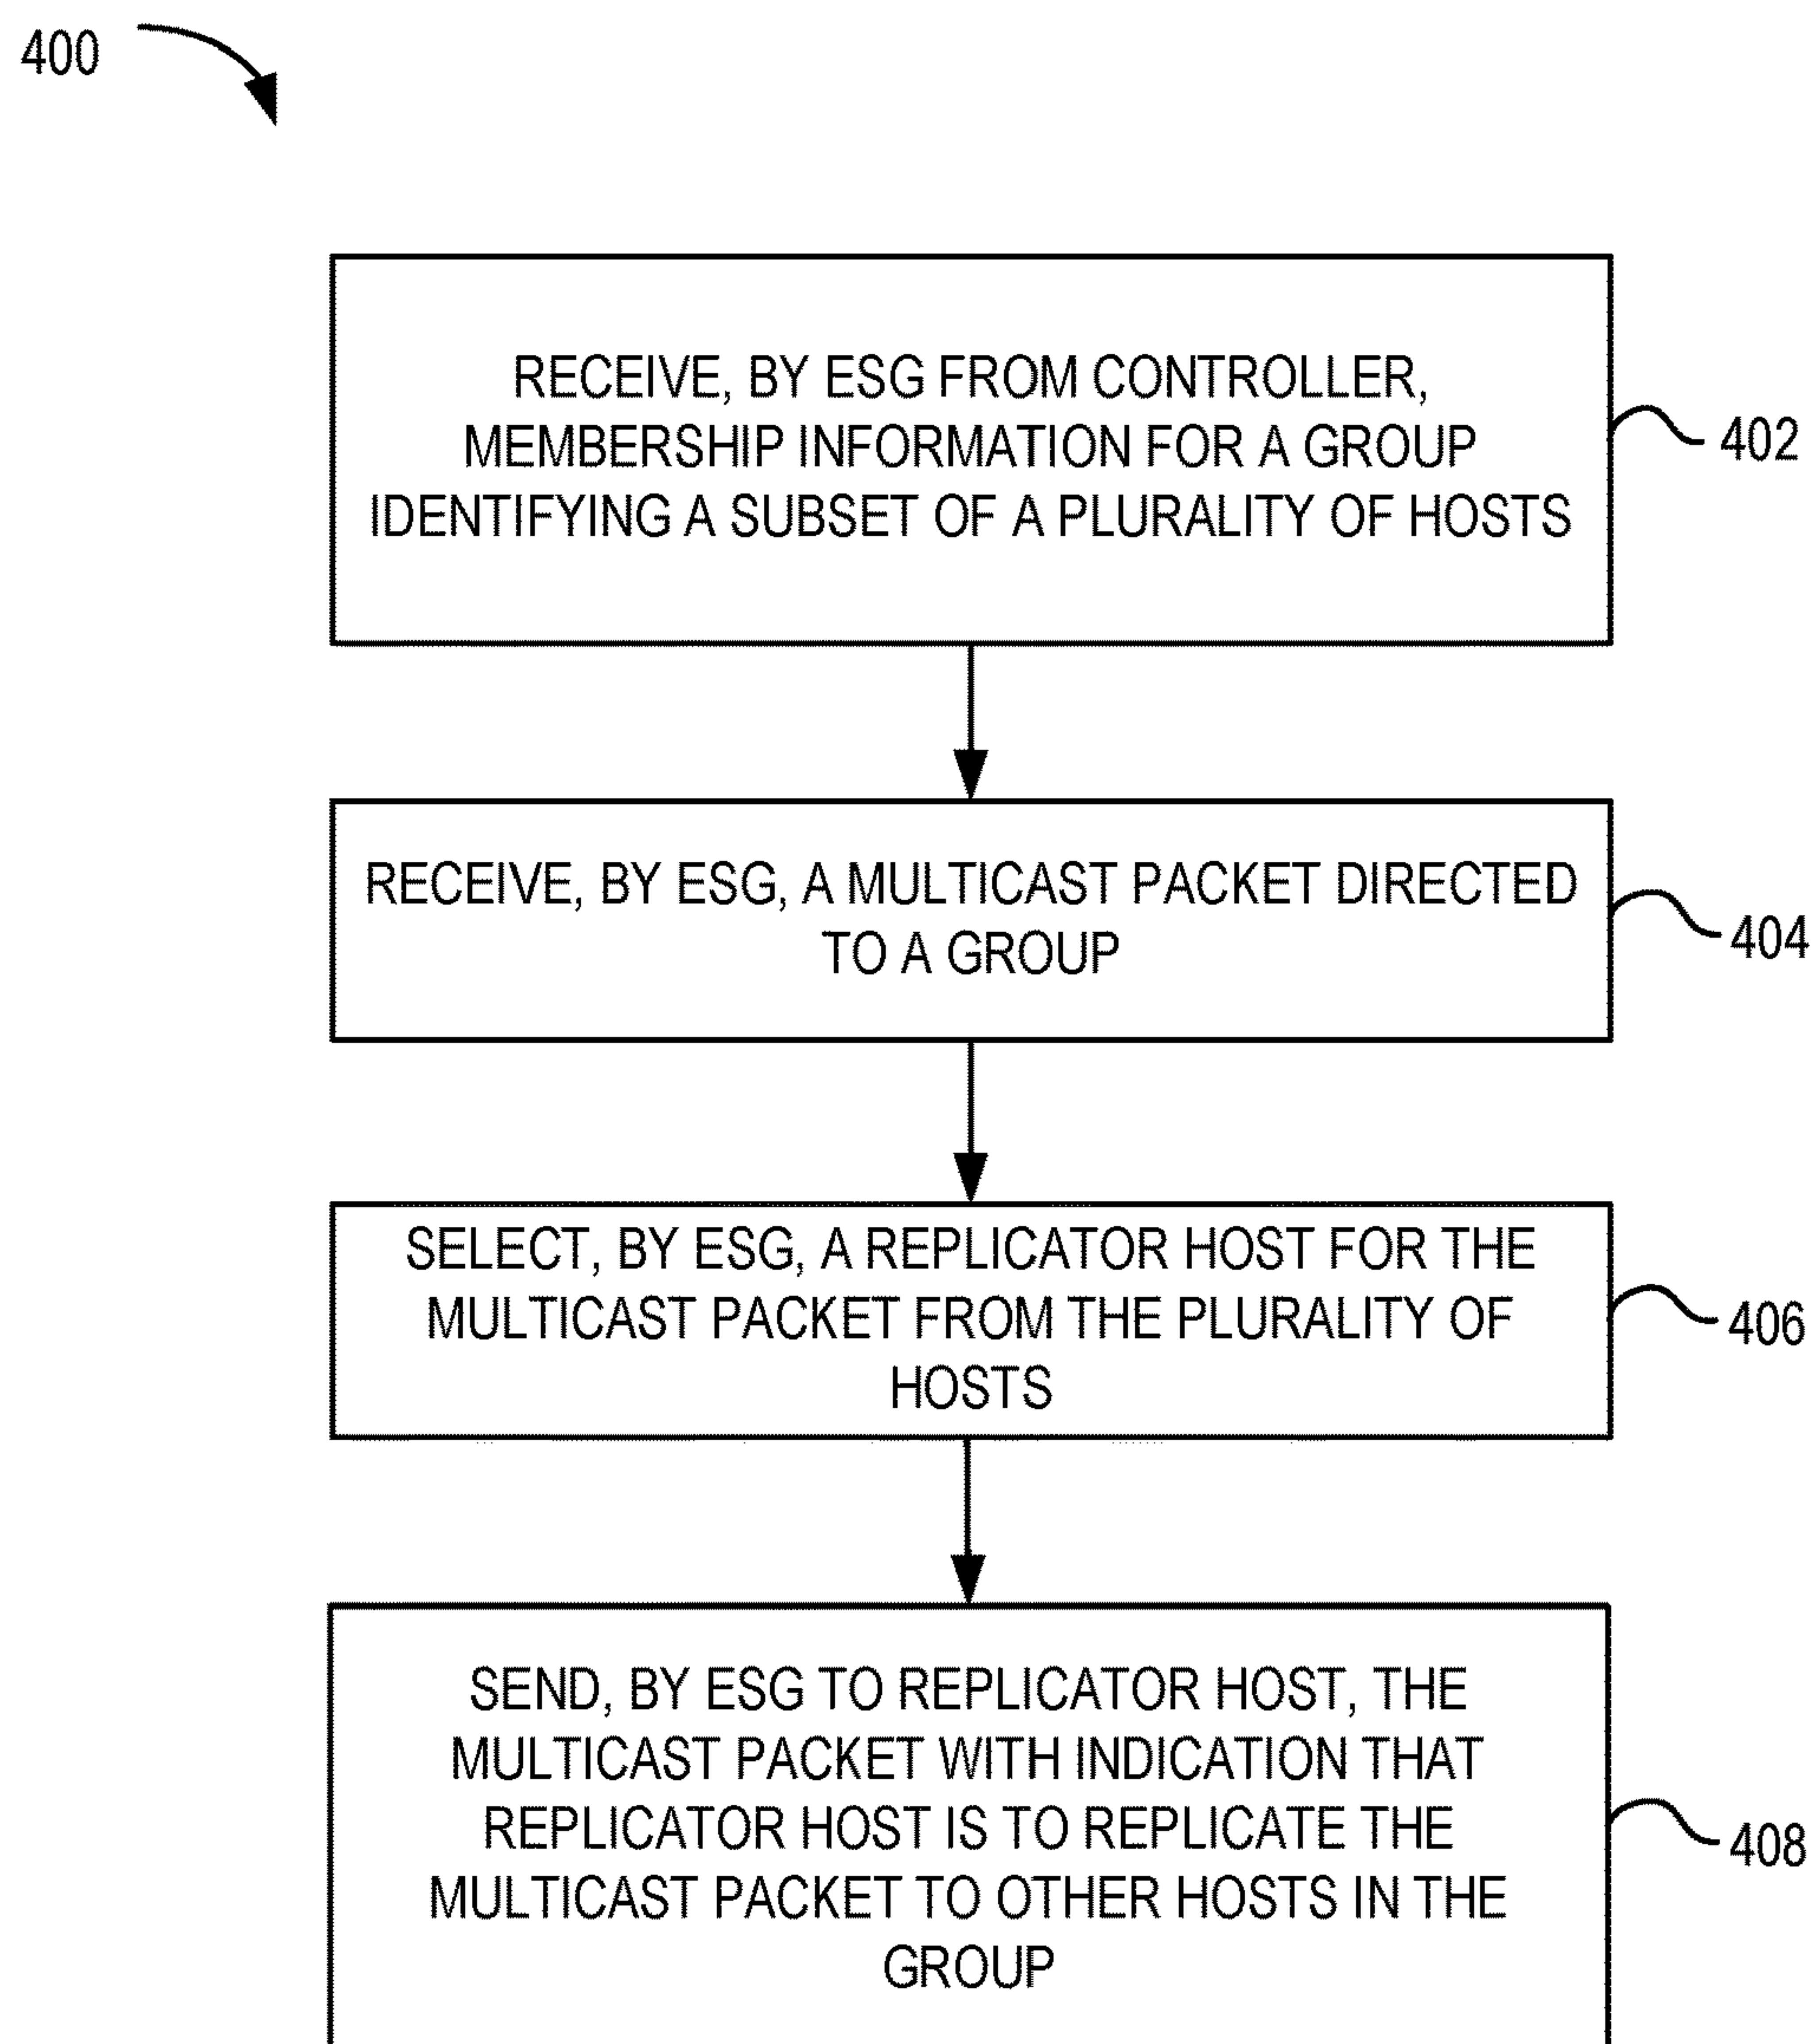 400
RECEIVE, BY ESG FROM CONTROLLER,
MEMBERSHIP INFORMATION FOR A GROUP
IDENTIFYING A SUBSET OF A PLURALITY OF HOSTS
402
RECEIVE, BY ESG, A MULTICAST PACKET DIRECTED
TO A GROUP
404
SELECT, BY ESG, A REPLICATOR HOST FOR THE
MULTICAST PACKET FROM THE PLURALITY OF
HOSTS
406
SEND, BY ESG TO REPLICATOR HOST, THE
MULTICAST PACKET WITH INDICATION THAT
REPLICATOR HOST IS TO REPLICATE THE
MULTICAST PACKET TO OTHER HOSTS IN THE
GROUP
408